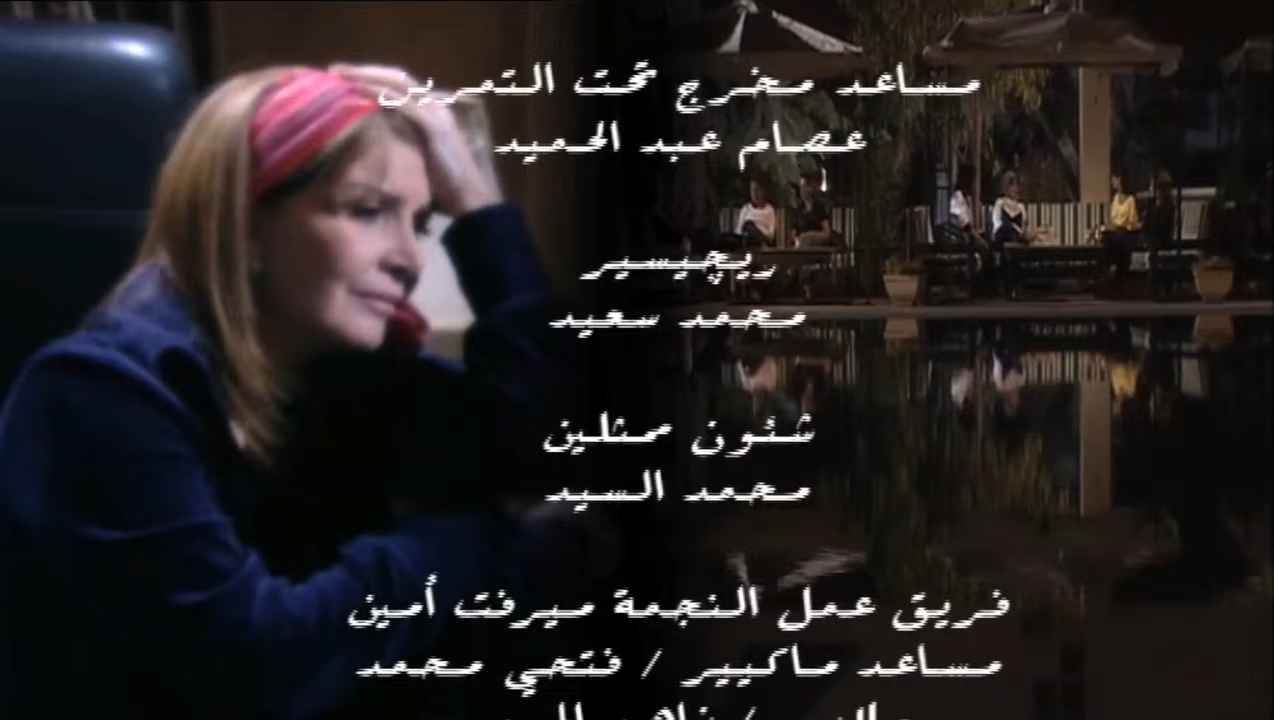 مساعد مخرج تحت التمرين
عصام عبد الحميد
ريچيسير
محمد سعيد
شئون ممثلين
محمد السيد
فريق عمل النجمة ميرفت أمين
مساعد ماكيير / فتحي محمد